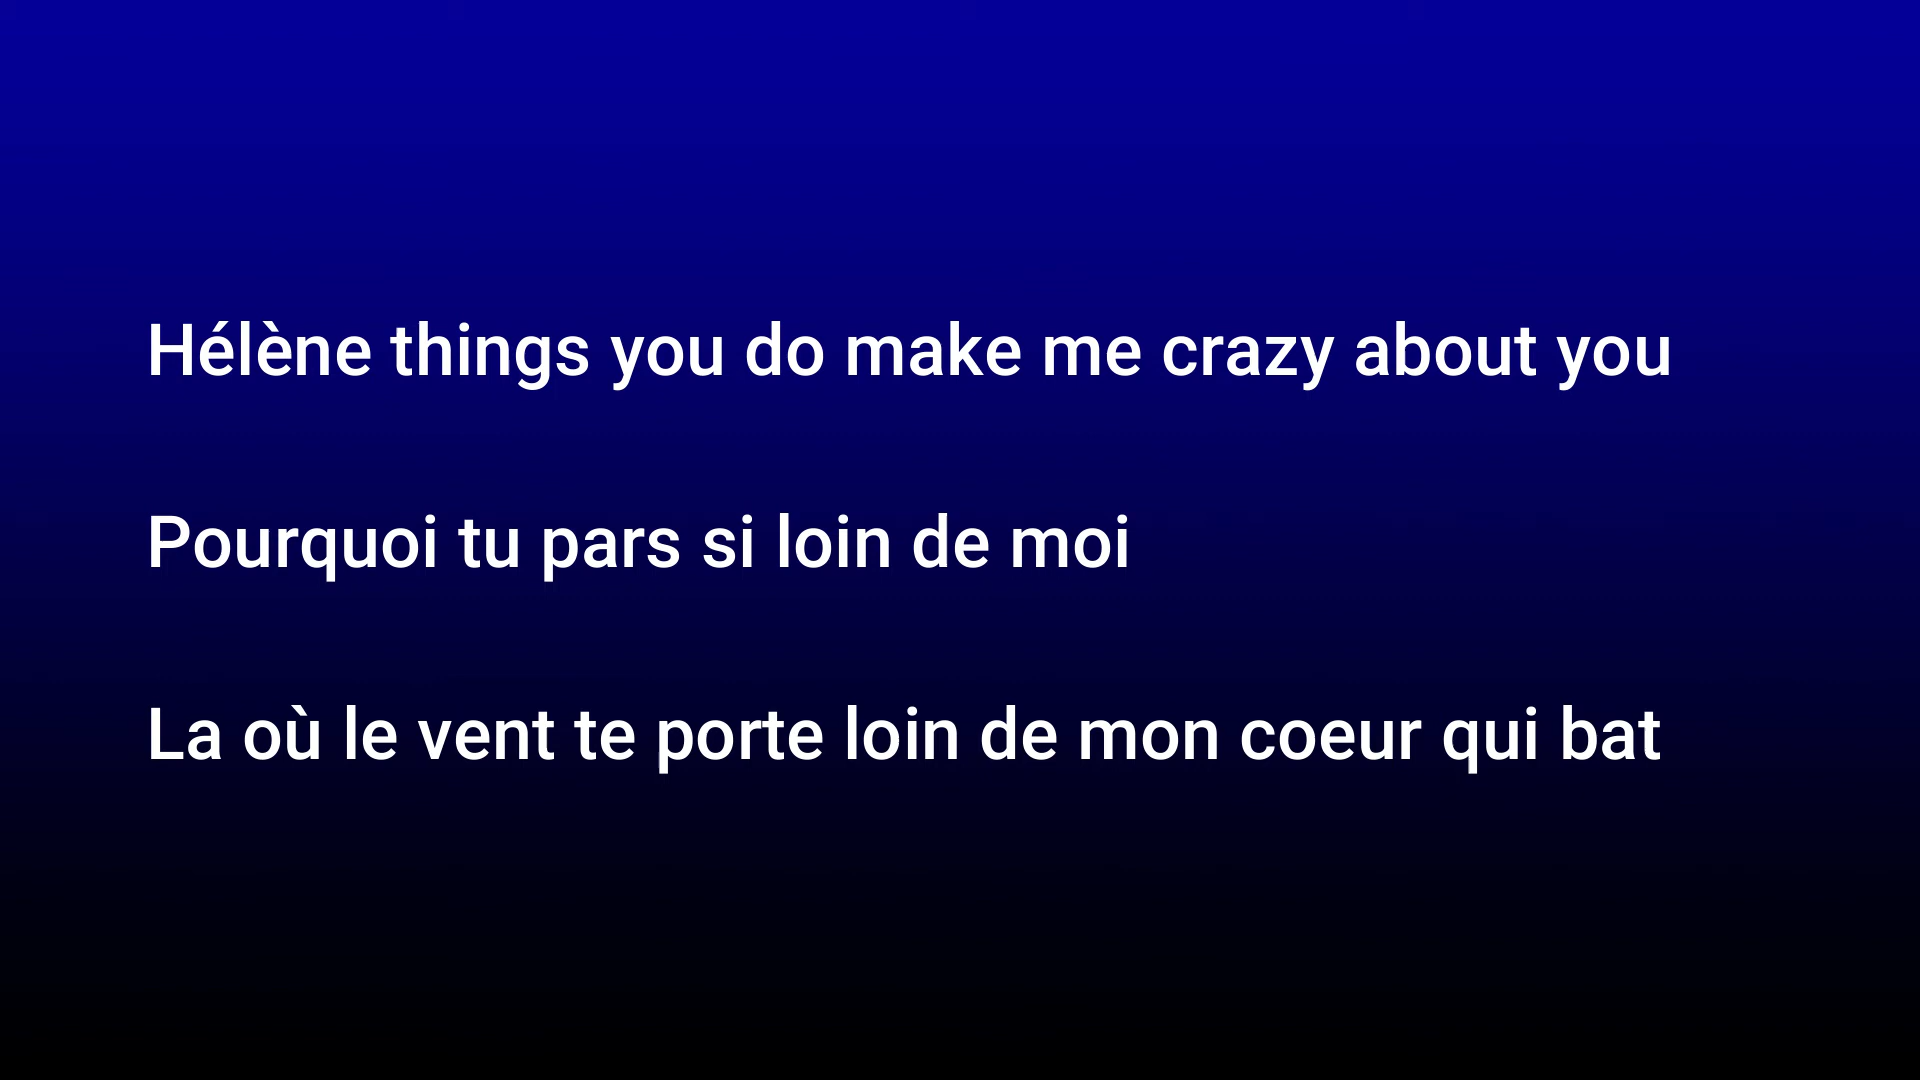 Hélène things you do make me crazy about you
Pourquoi tu pars si loin de moi
La où le vent te porte loin de mon coeur qui bat